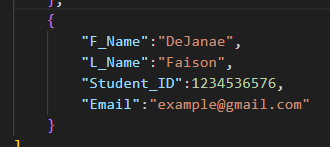 },
{
"F_Name":"DeJanae",
"L_Name":"Faison",
"Student_ID":1234536576,
"Email":"example@gmail.com"
}
]